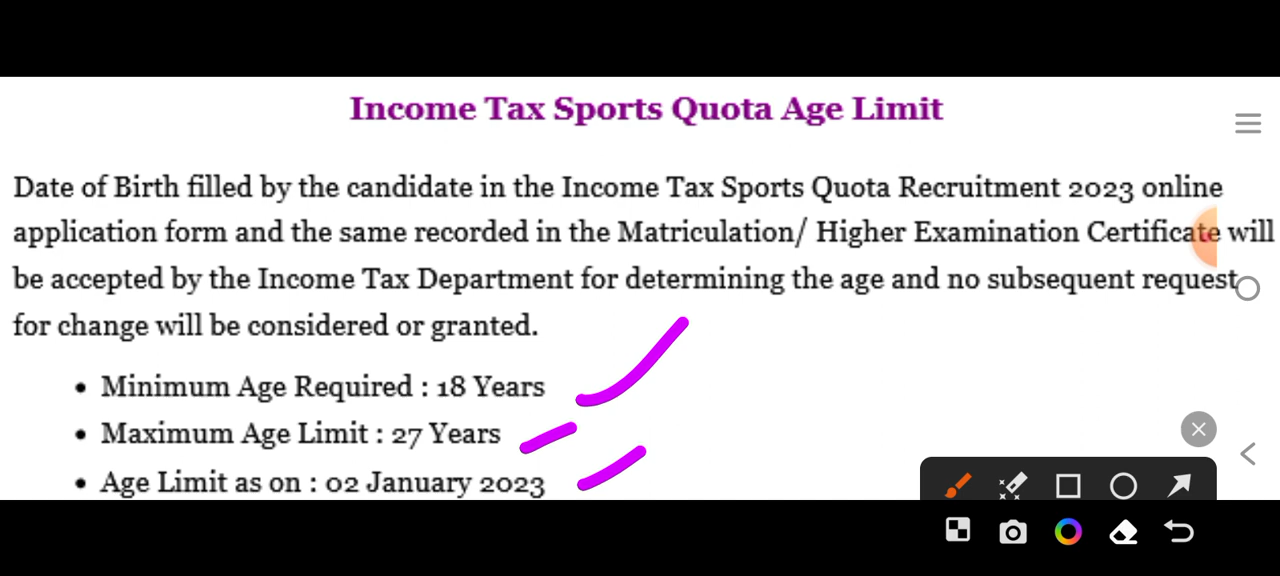 Income Tax Sports Quota Age Limit
Date of Birth filled by the candidate in the Income Tax Sports Quota Recruitment 2023 online
application form and the same recorded in the Matriculation/ Higher Examination Certificate will
be accepted by the Income Tax Department for determining the age and no subsequent request
for change will be considered or granted.
• Minimum Age Required : 18 Years
• Maximum Age Limit : 27 Years
• Age Limit as on : 02 January 2023